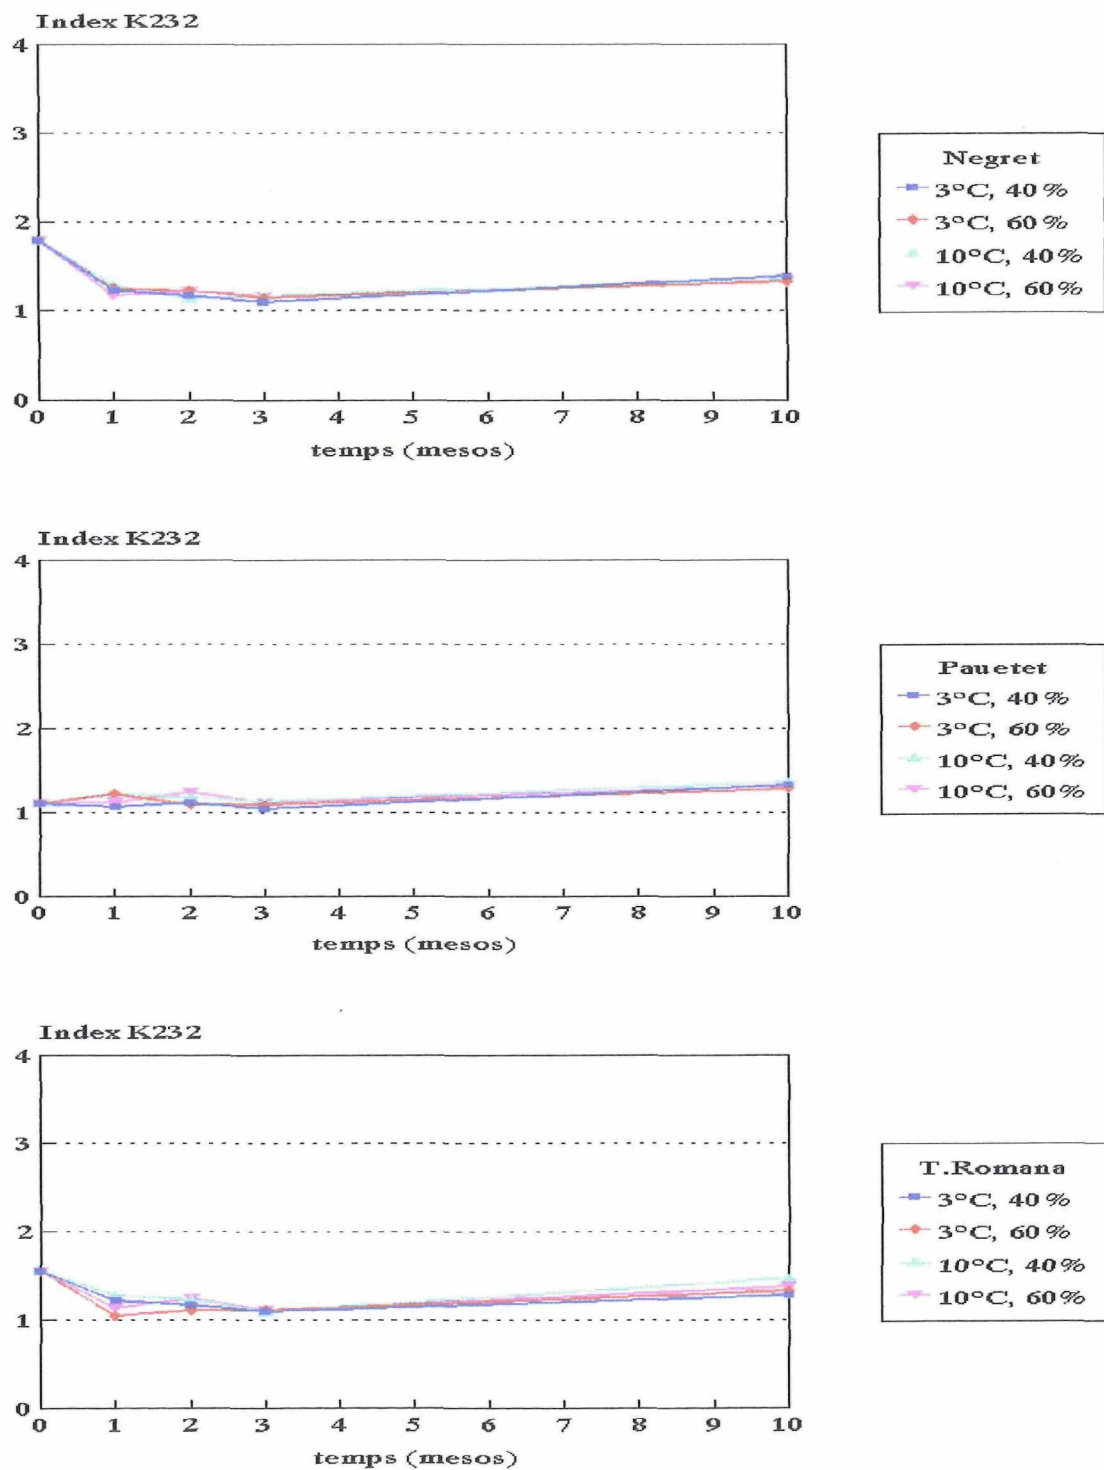 Index K232
4
3
2
1
0
0 1 2 3 4 5 6 7 8 9 10
temps (mesos)
Negret
3°C, 40%
3°C, 60%
10°C, 40%
10°C, 60%
Index K232
4
3
2
1
0
0 1 2 3 4 5 6 7 8 9 10
temps (mesos)
Pauetet
3°C, 40%
3°C, 60%
10°C, 40%
10°C, 60%
Index K232
4
3
2
1
0
0 1 2 3 4 5 6 7 8 9 10
temps (mesos)
T.Romana
3°C, 40%
3°C, 60%
10°C, 40%
10°C, 60%